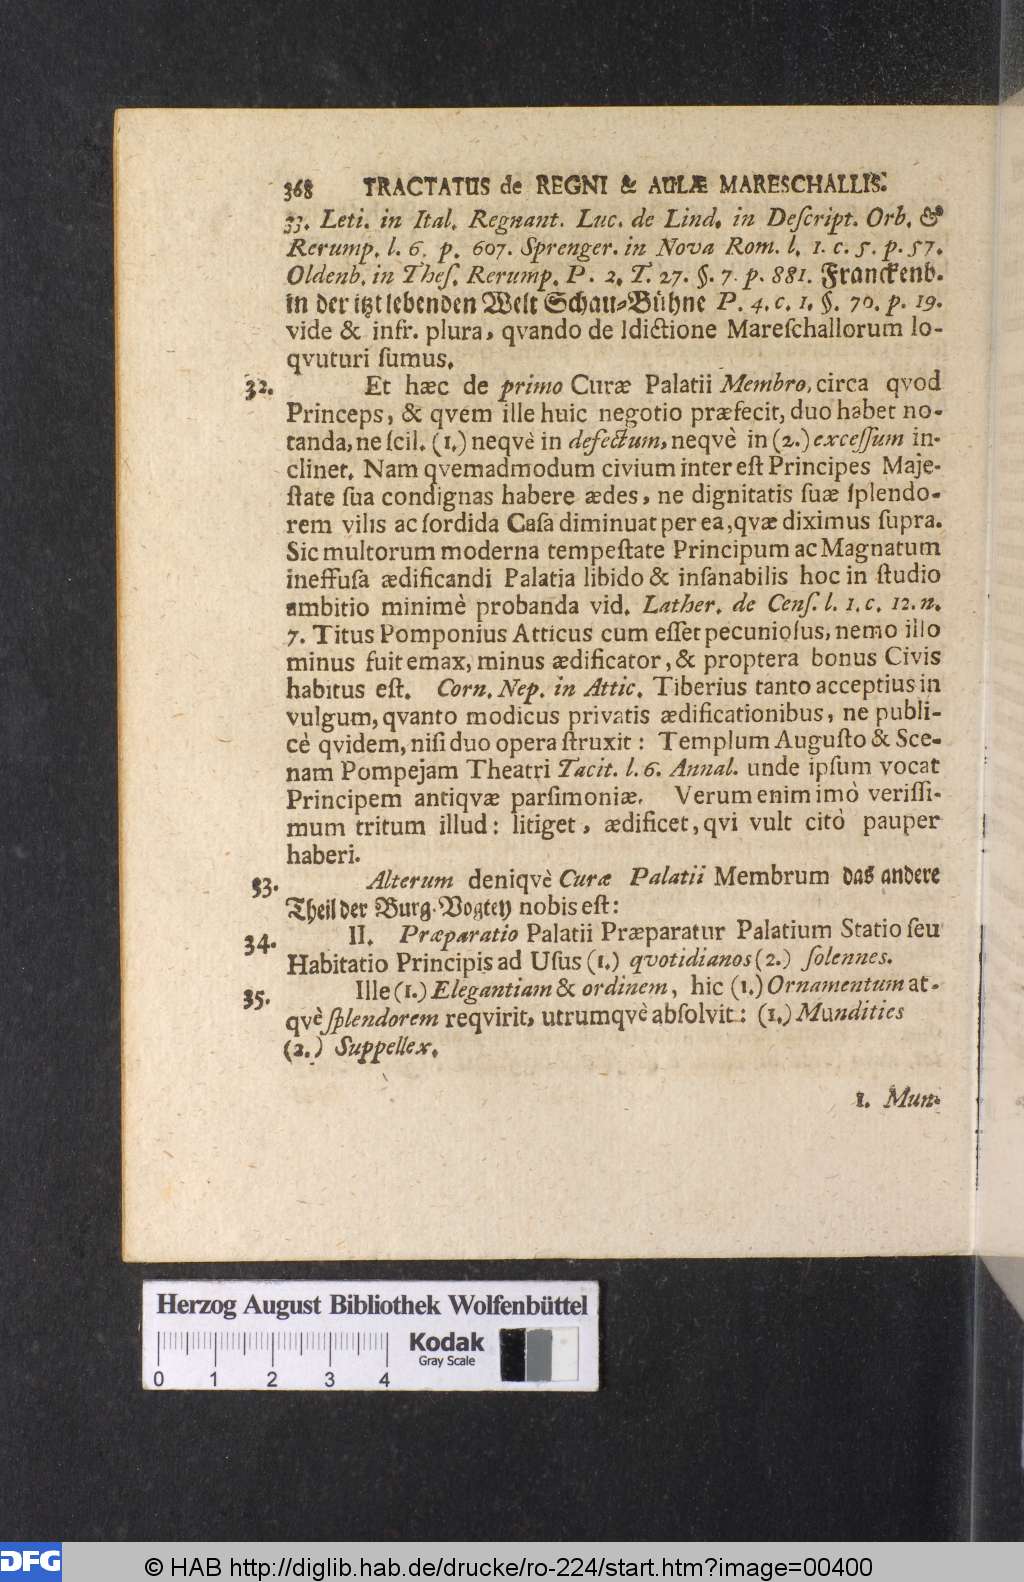 368 TRACTATUS de REGNI & AULÆ MARESCHALLIS.
33. Leti. in Ital. Regnant. Luc. de Lind. in Deſcript. Orb. &
Rerump. l. 6. p. 607. Sprenger. in Nova Rom. l. 1. c. 5. p. 57.
Oldenb. in Theſ. Rerump. P. 2. T. 27. §. 7. p. 881. Franckenb.
in der itzt lebenden Welt Schau-Bühne P. 4. c. 1. §. 70. p. 19.
vide & infr. plura, qvando de Idictione Mareſchallorum lo-
qvuturi ſumus.
32. Et hæc de primo Curæ Palatii Membro, circa qvod
Princeps, & qvem ille huic negotio præfecit, duo habet no-
tanda, ne ſcil. (1.) neqvè in defectum, neqvè in (2.) exceſſum in-
clinet. Nam qvemadmodum civium intereſt Principes Maje-
ſtate ſua condignas habere ædes, ne dignitatis ſuæ ſplendo-
rem vilis ac ſordida Caſa diminuat per ea, qvæ diximus ſupra.
Sic multorum moderna tempeſtate Principum ac Magnatum
ineffuſa ædificandi Palatia libido & inſanabilis hoc in ſtudio
ambitio minimè probanda vid. Lather. de Cenſ. l. 1. c. 12. n.
7. Titus Pomponius Atticus cum eſſet pecunioſus, nemo illo
minus fuit emax, minus ædificator, & proptera bonus Civis
habitus eſt. Corn. Nep. in Attic. Tiberius tanto acceptius in
vulgum, qvanto modicus privatis ædificationibus, ne publi-
cè qvidem, niſi duo opera ſtruxit: Templum Auguſto & Sce-
nam Pompejam Theatri Tacit. l. 6. Annal. unde ipſum vocat
Principem antiqvæ parſimoniæ. Verum enim imò veriſſi-
mum tritum illud: litiget, ædificet, qvi vult citò pauper
haberi.
33. Alterum deniqvè Curæ Palatii Membrum das andere
Theil der Burg-Vogtey nobis eſt:
34. II. Præparatio Palatii Præparatur Palatium Statio ſeu
Habitatio Principis ad Uſus (1.) qvotidianos (2.) ſolennes.
35. Ille (1.) Elegantiam & ordinem, hic (1.) Ornamentum at-
qvè ſplendorem reqvirit, utrumqvè abſolvit: (1.) Mundities
(2.) Suppellex.
1. Mun-
Herzog August Bibliothek Wolfenbüttel
Kodak
Gray Scale
0 1 2 3 4
DFG © HAB http://diglib.hab.de/drucke/ro-224/start.htm?image=00400